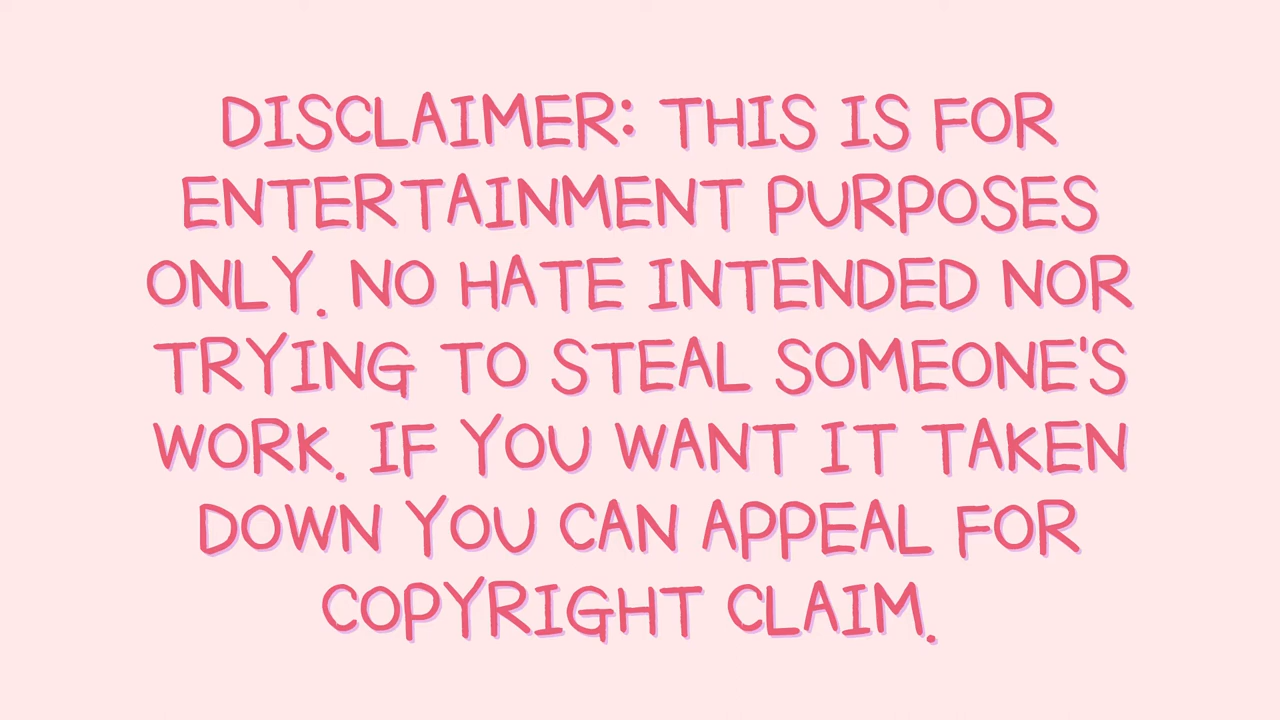 DISCLAIMER: THIS IS FOR
ENTERTAINMENT PURPOSES
ONLY. NO HATE INTENDED NOR
TRYING TO STEAL SOMEONE'S
WORK. IF YOU WANT IT TAKEN
DOWN YOU CAN APPEAL FOR
COPYRIGHT CLAIM.